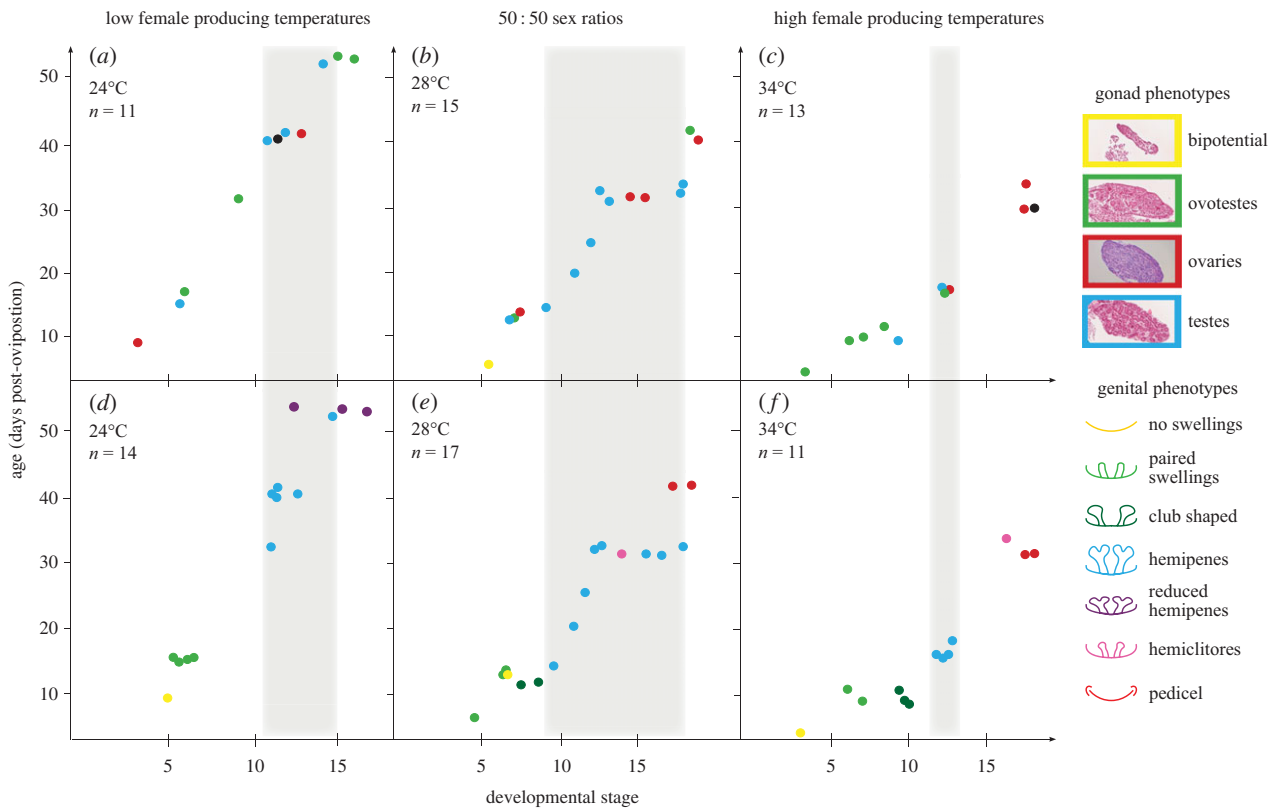 low female producing temperatures
50 : 50 sex ratios
high female producing temperatures
(a)
24°C
n = 11
(b)
28°C
n = 15
(c)
34°C
n = 13
50
40
30
20
10
(d)
24°C
n = 14
(e)
28°C
n = 17
(f)
34°C
n = 11
50
40
30
20
10
age (days post-ovipostion)
5
10
15
5
10
15
5
10
15
developmental stage
gonad phenotypes
bipotential
ovotestes
ovaries
testes
genital phenotypes
no swellings
paired
swellings
club shaped
hemipenes
reduced
hemipenes
hemiclitores
pedicel